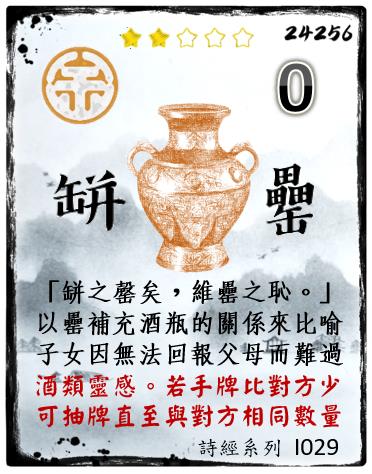 24256
0
缾 罍
「缾之罄矣，維罍之恥。」
以罍補充酒瓶的關係來比喻
子女因無法回報父母而難過
酒類靈感。若手牌比對方少
可抽牌直至與對方相同數量
詩經系列 I029